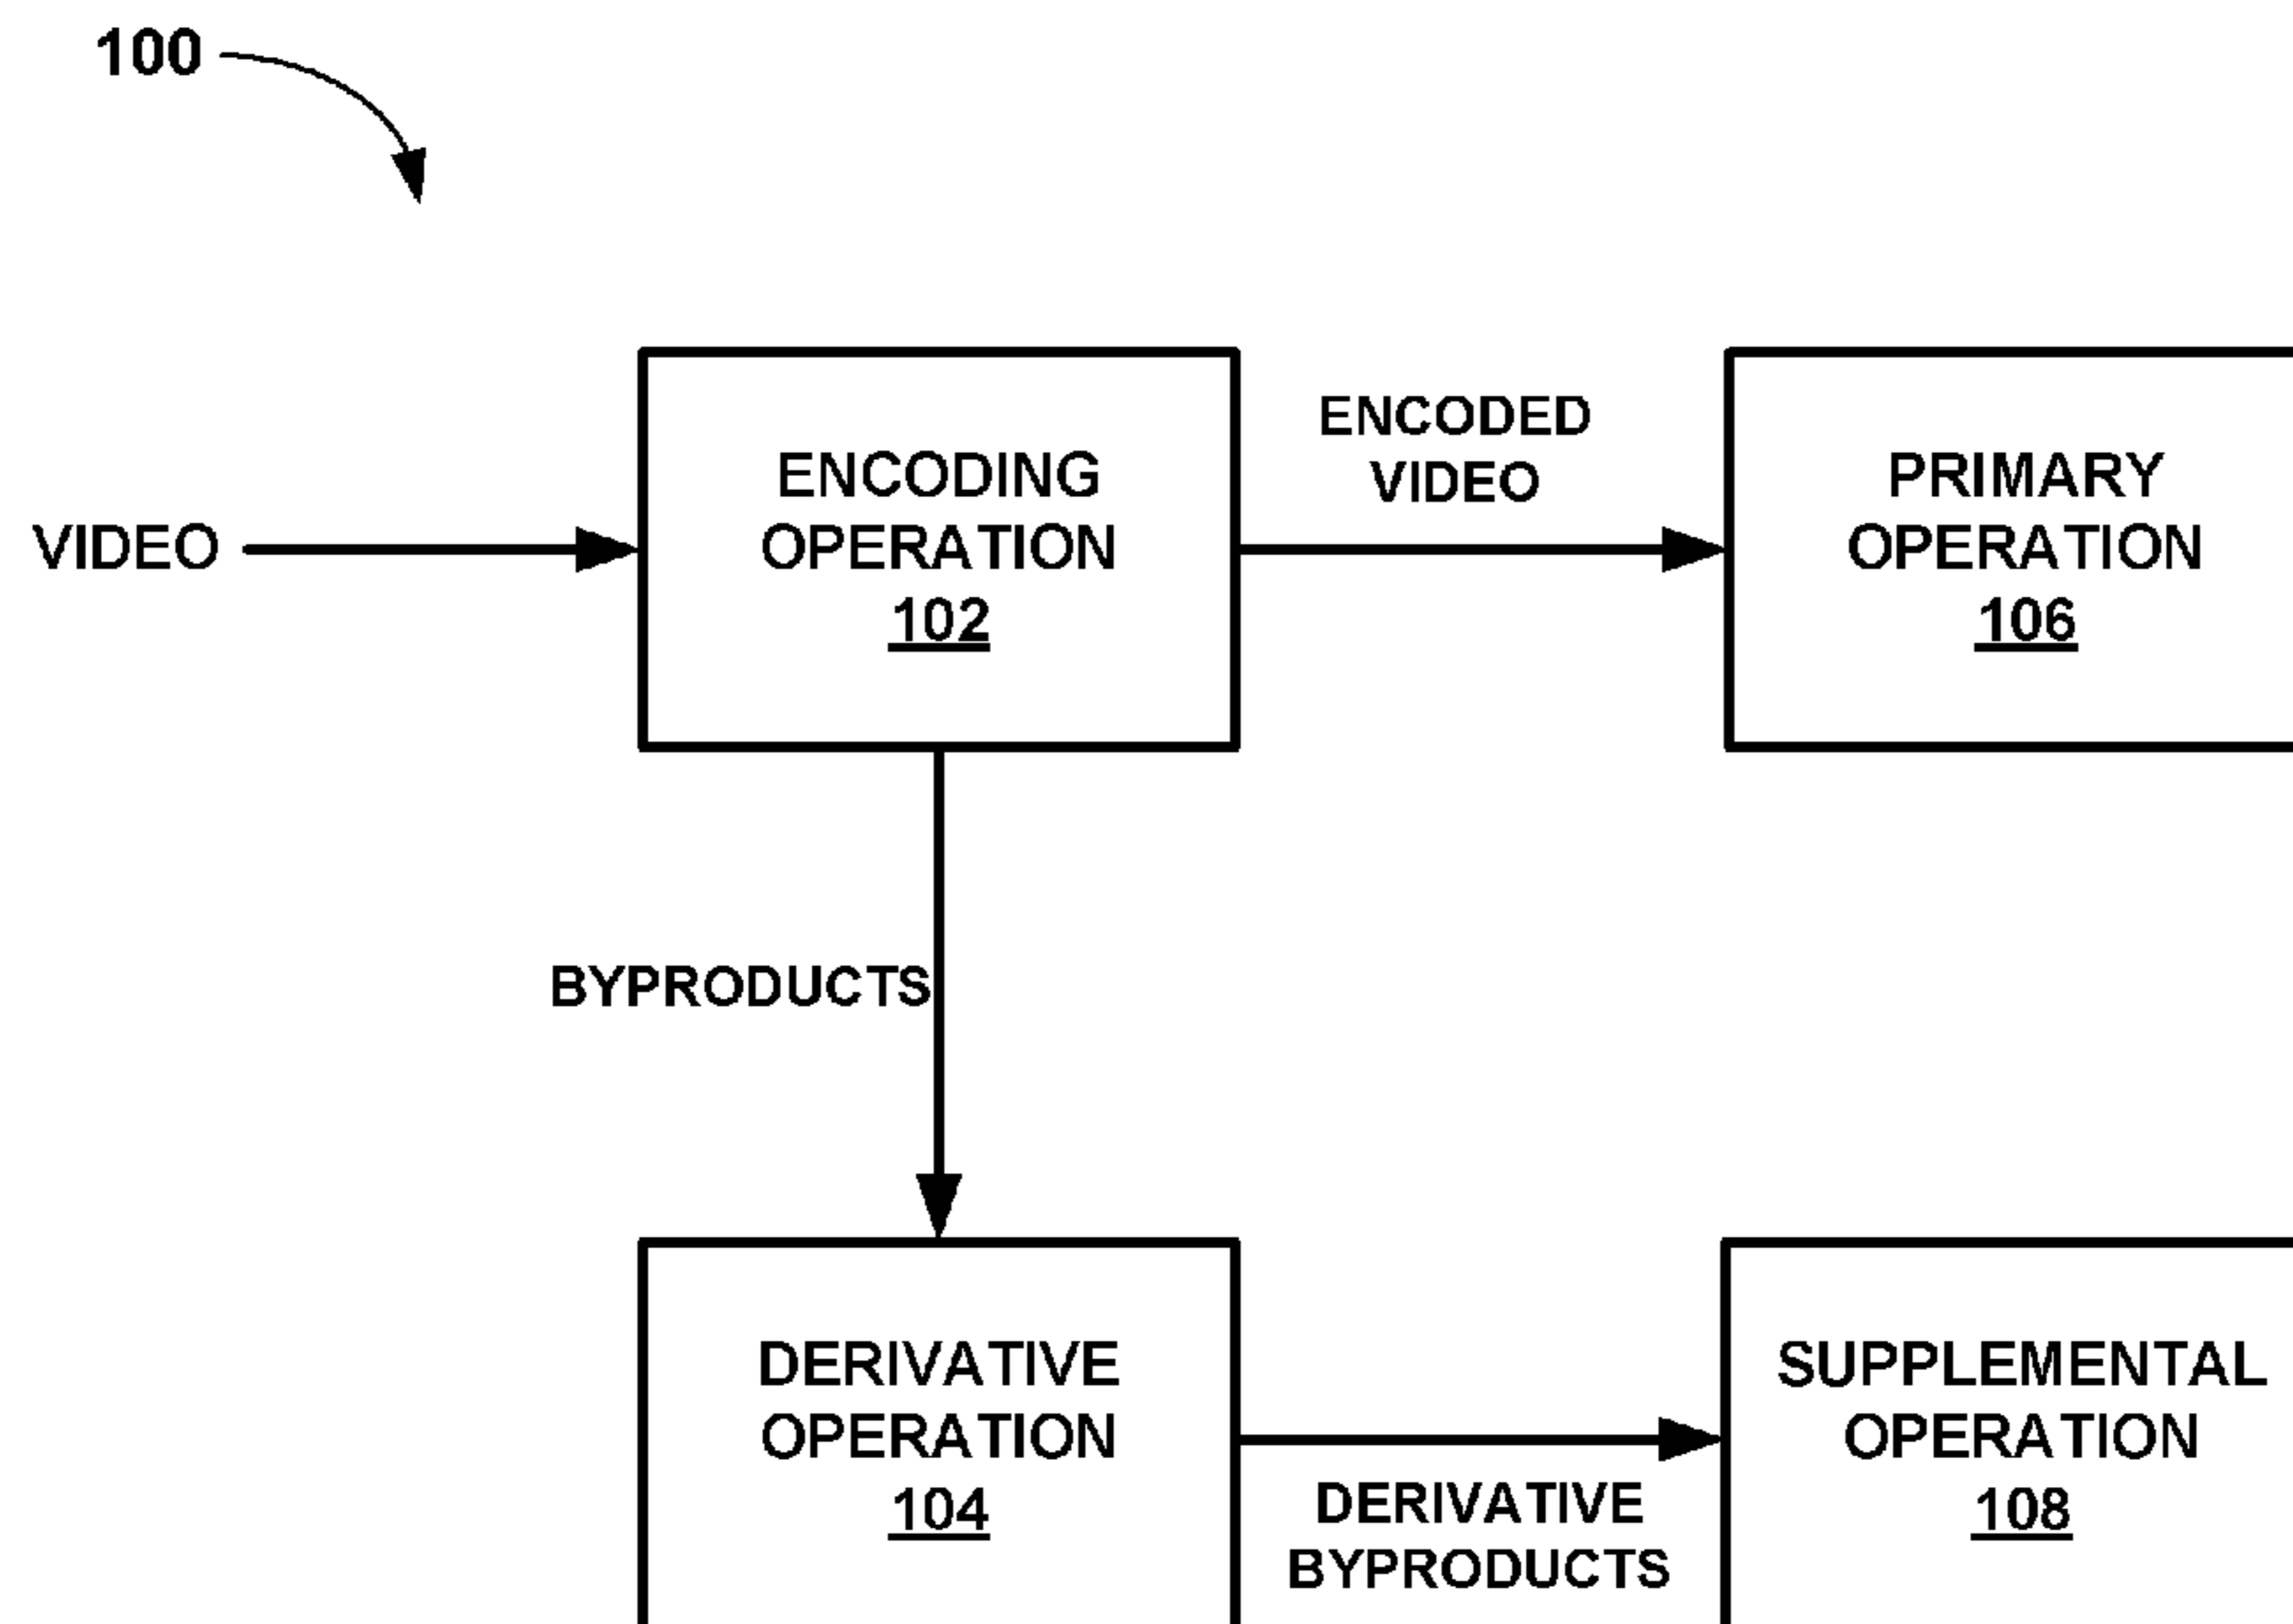 100
VIDEO
ENCODING
OPERATION
102
ENCODED
VIDEO
PRIMARY
OPERATION
106
BYPRODUCTS
DERIVATIVE
OPERATION
104
DERIVATIVE
BYPRODUCTS
SUPPLEMENTAL
OPERATION
108